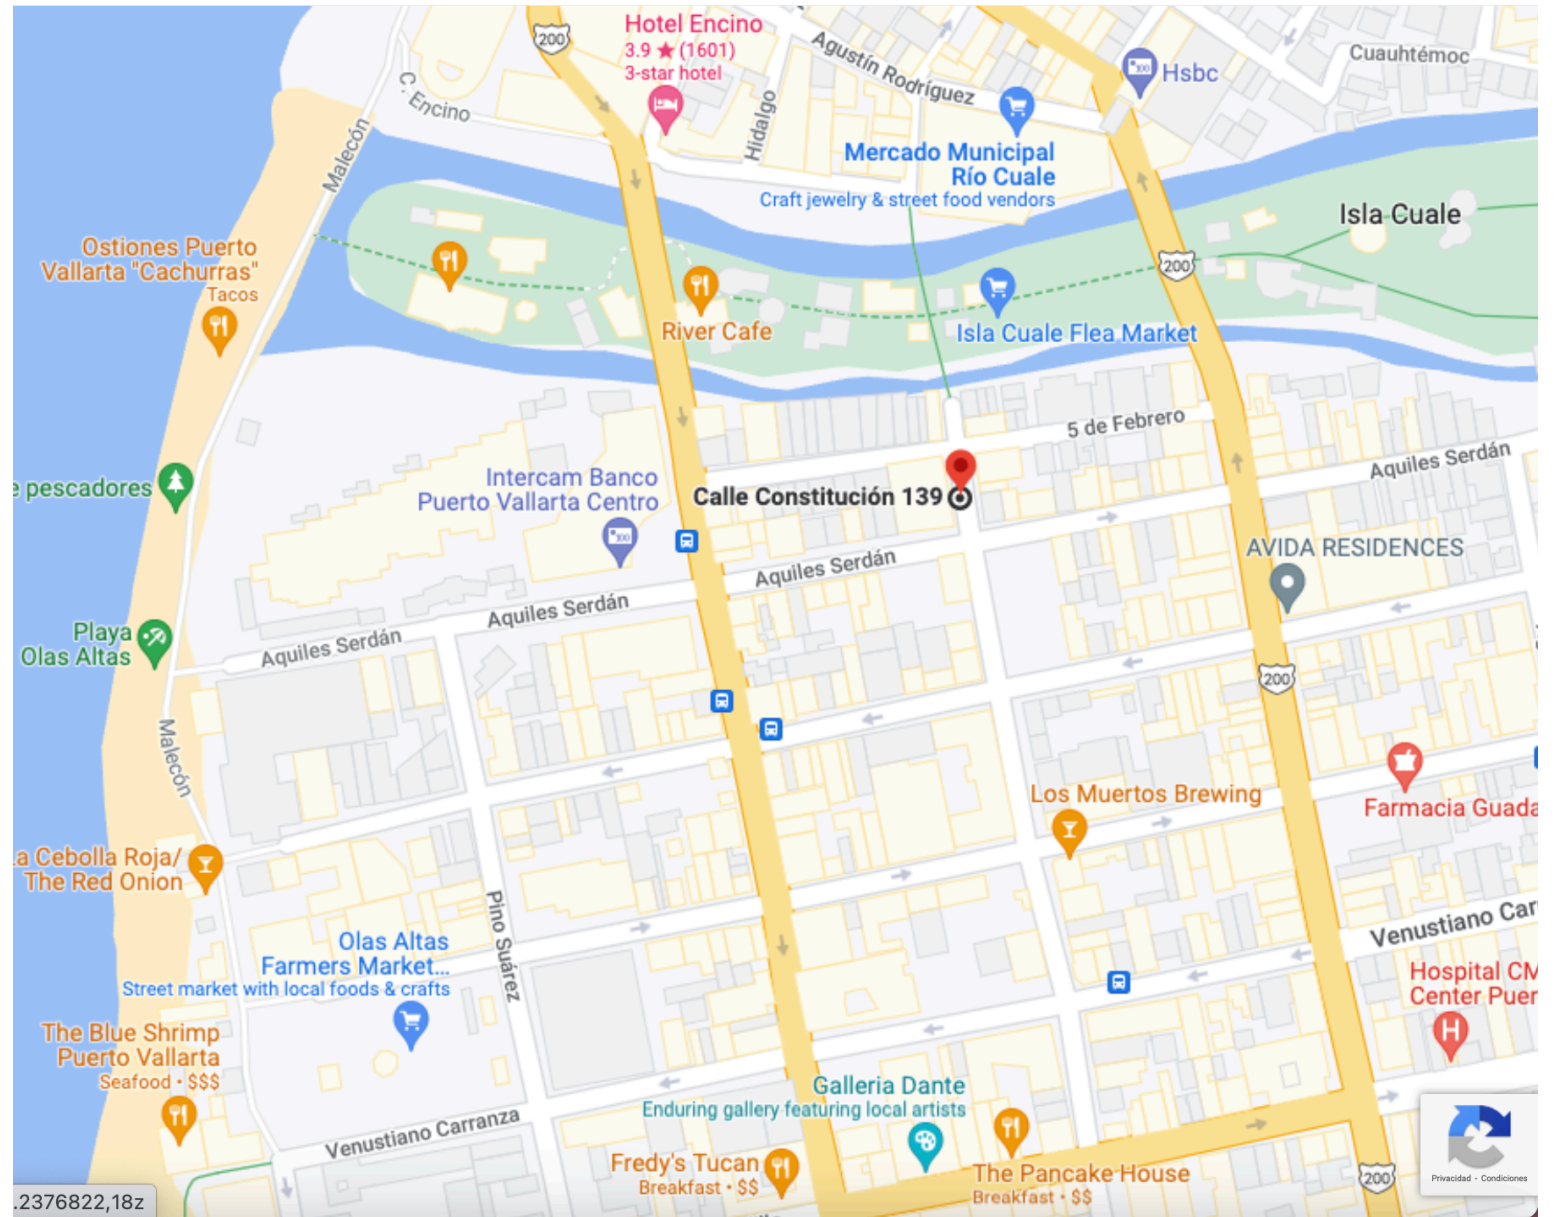 200
Hotel Encino
3.9 ★ (1601)
3-star hotel
Agustín Rodríguez
Cuauhtémoc
Hsbc
C. Encino
Hidalgo
Malecón
Mercado Municipal
Río Cuale
Craft jewelry & street food vendors
Isla Cuale
Ostiones Puerto
Vallarta "Cachurras"
Tacos
200
River Cafe
Isla Cuale Flea Market
5 de Febrero
Aquiles Serdán
e pescadores
Intercam Banco
Puerto Vallarta Centro
Calle Constitución 139
AVIDA RESIDENCES
Aquiles Serdán
Aquiles Serdán
Aquiles Serdán
Playa
Olas Altas
200
Malecón
Los Muertos Brewing
Farmacia Guada
a Cebolla Roja/
The Red Onion
Pino Suárez
Venustiano Car
Olas Altas
Farmers Market...
Street market with local foods & crafts
Hospital CM
Center Puer
The Blue Shrimp
Puerto Vallarta
Seafood • $$$
Galleria Dante
Enduring gallery featuring local artists
Venustiano Carranza
Fredy's Tucan
Breakfast • $$
The Pancake House
Breakfast • $$
200
Privacidad - Condiciones
.2376822,18z